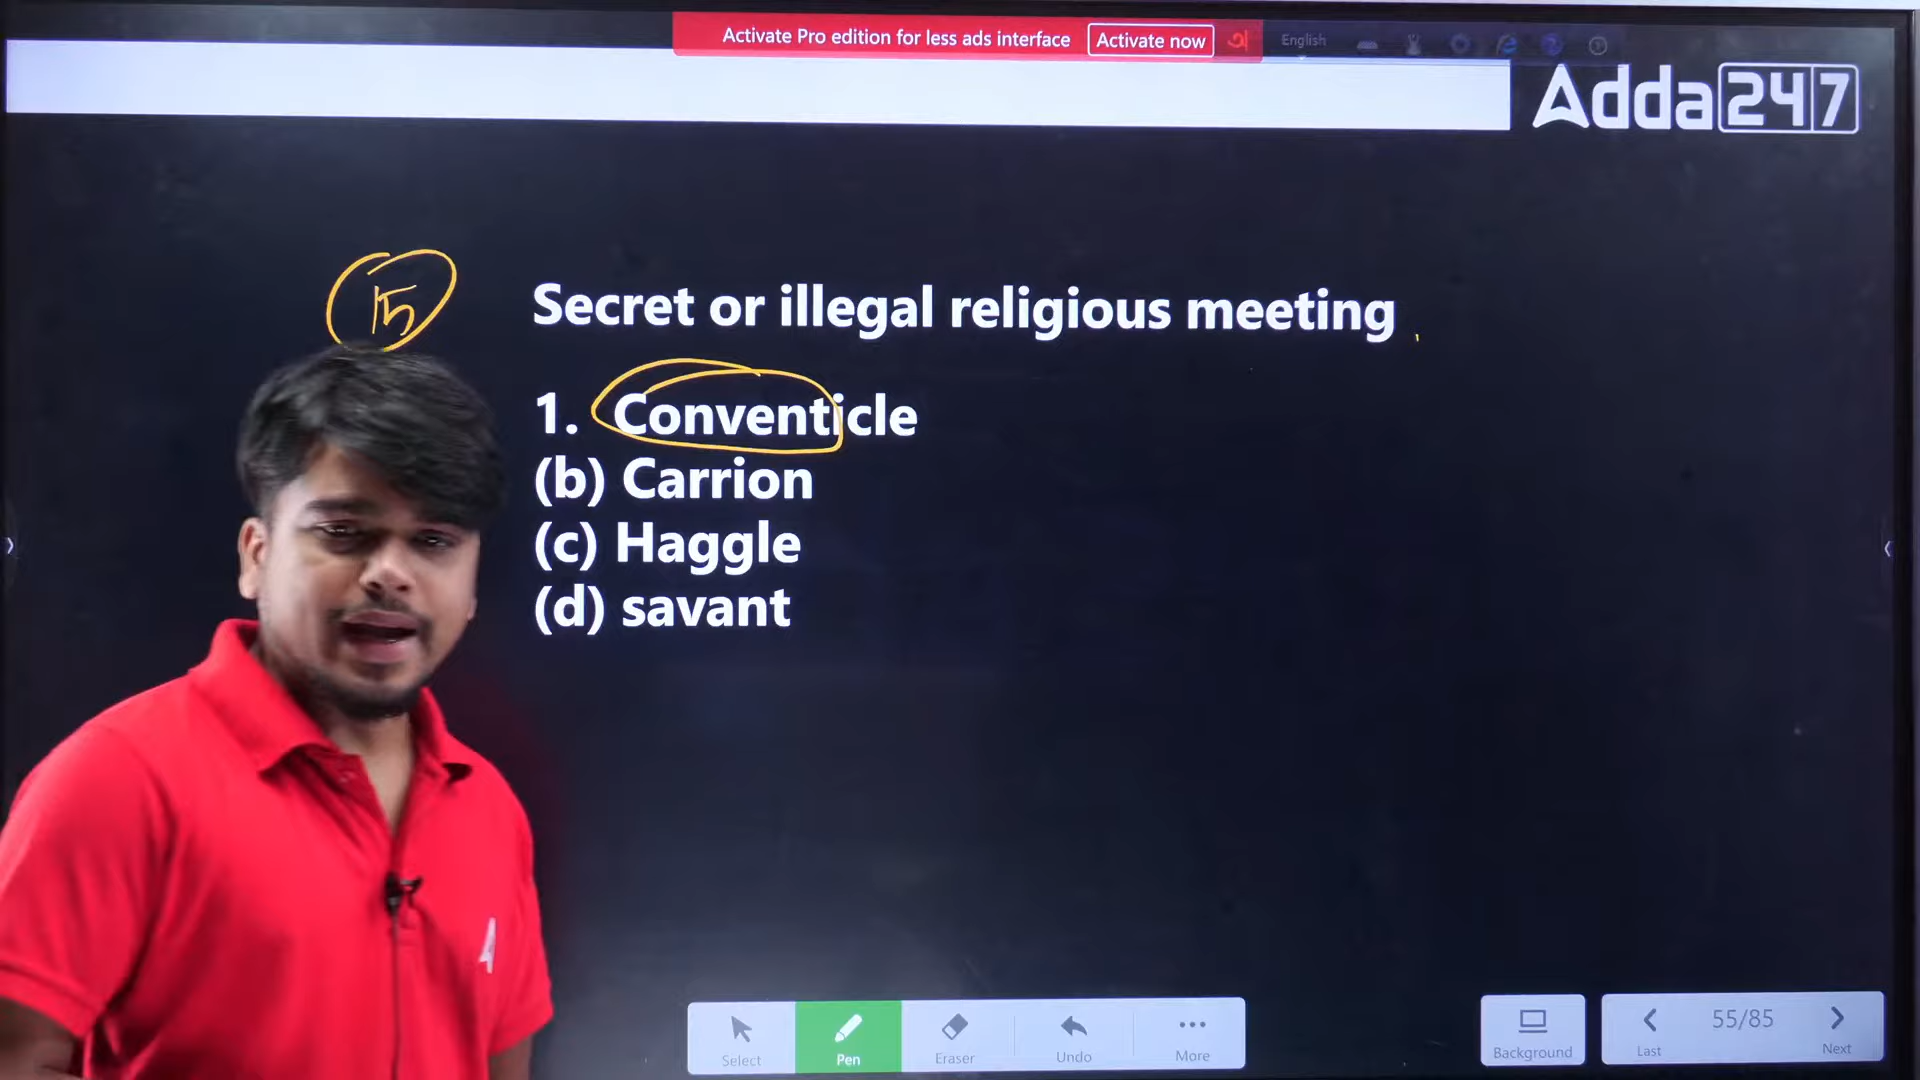 Activate Pro edition for less ads interface Activate now English
Adda247
15
Secret or illegal religious meeting
1. Conventicle
(b) Carrion
(c) Haggle
(d) savant
Select Pen Eraser Undo More
Background
55/85
Last Next